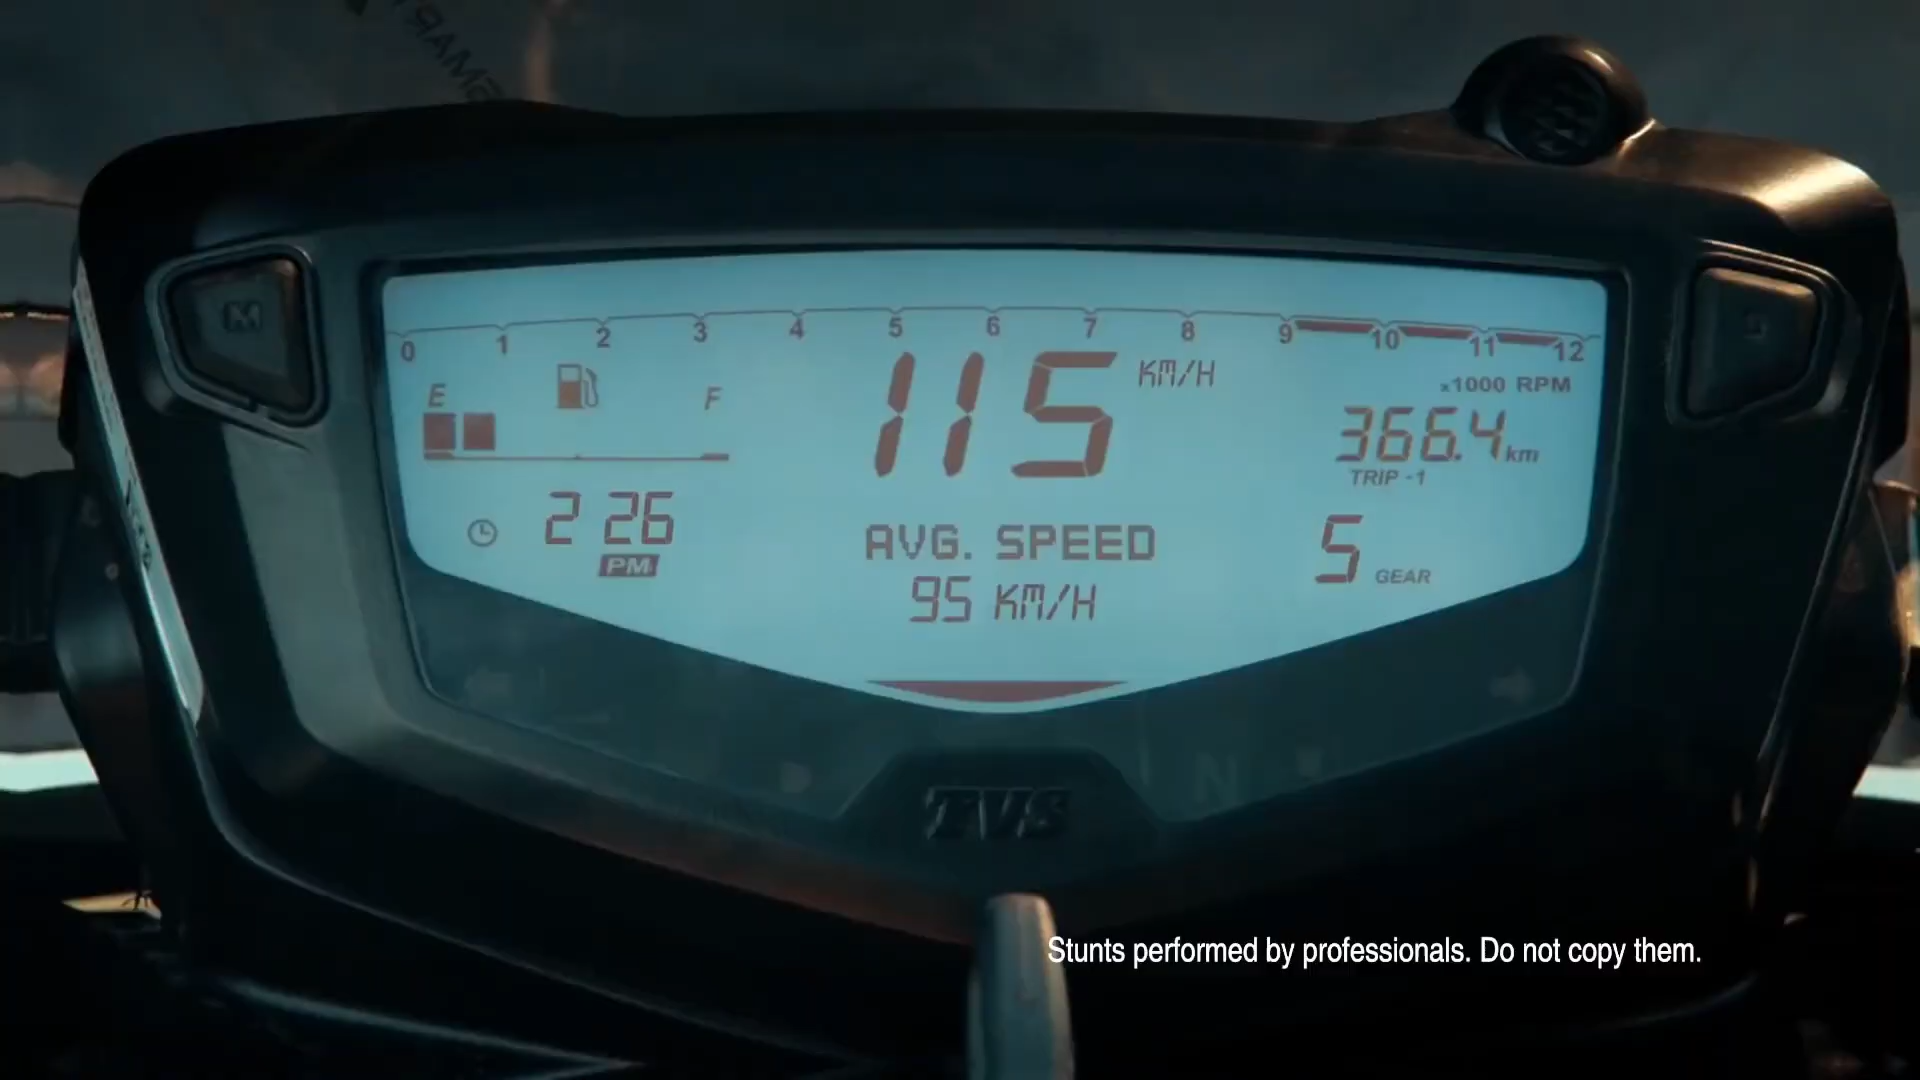 SMART
M
0 1 2 3 4 5 6 7 8 9 10 11 12
x1000 RPM
E F
115 KM/H
366.4 km
TRIP -1
2 26
PM
AVG. SPEED
95 KM/H
5 GEAR
N
TVS
Stunts performed by professionals. Do not copy them.